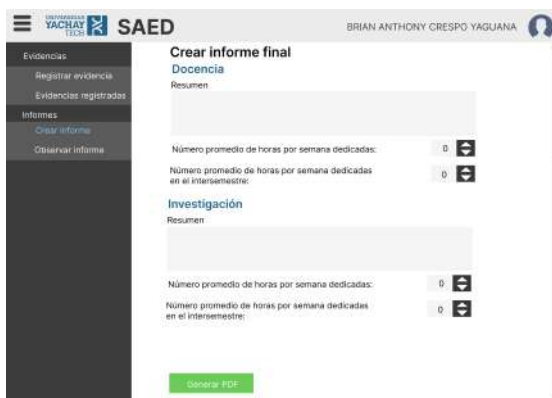 UNIVERSIDAD
YACHAY
TECH
SAED
BRIAN ANTHONY CRESPO YAGUANA
Evidencias
Registrar evidencia
Evidencias registradas
Informes
Crear informe
Observar informe
Crear informe final
Docencia
Resumen
Número promedio de horas por semana dedicadas:
0
Número promedio de horas por semana dedicadas
en el intersemestre:
0
Investigación
Resumen
Número promedio de horas por semana dedicadas:
0
Número promedio de horas por semana dedicadas
en el intersemestre:
0
Generar PDF